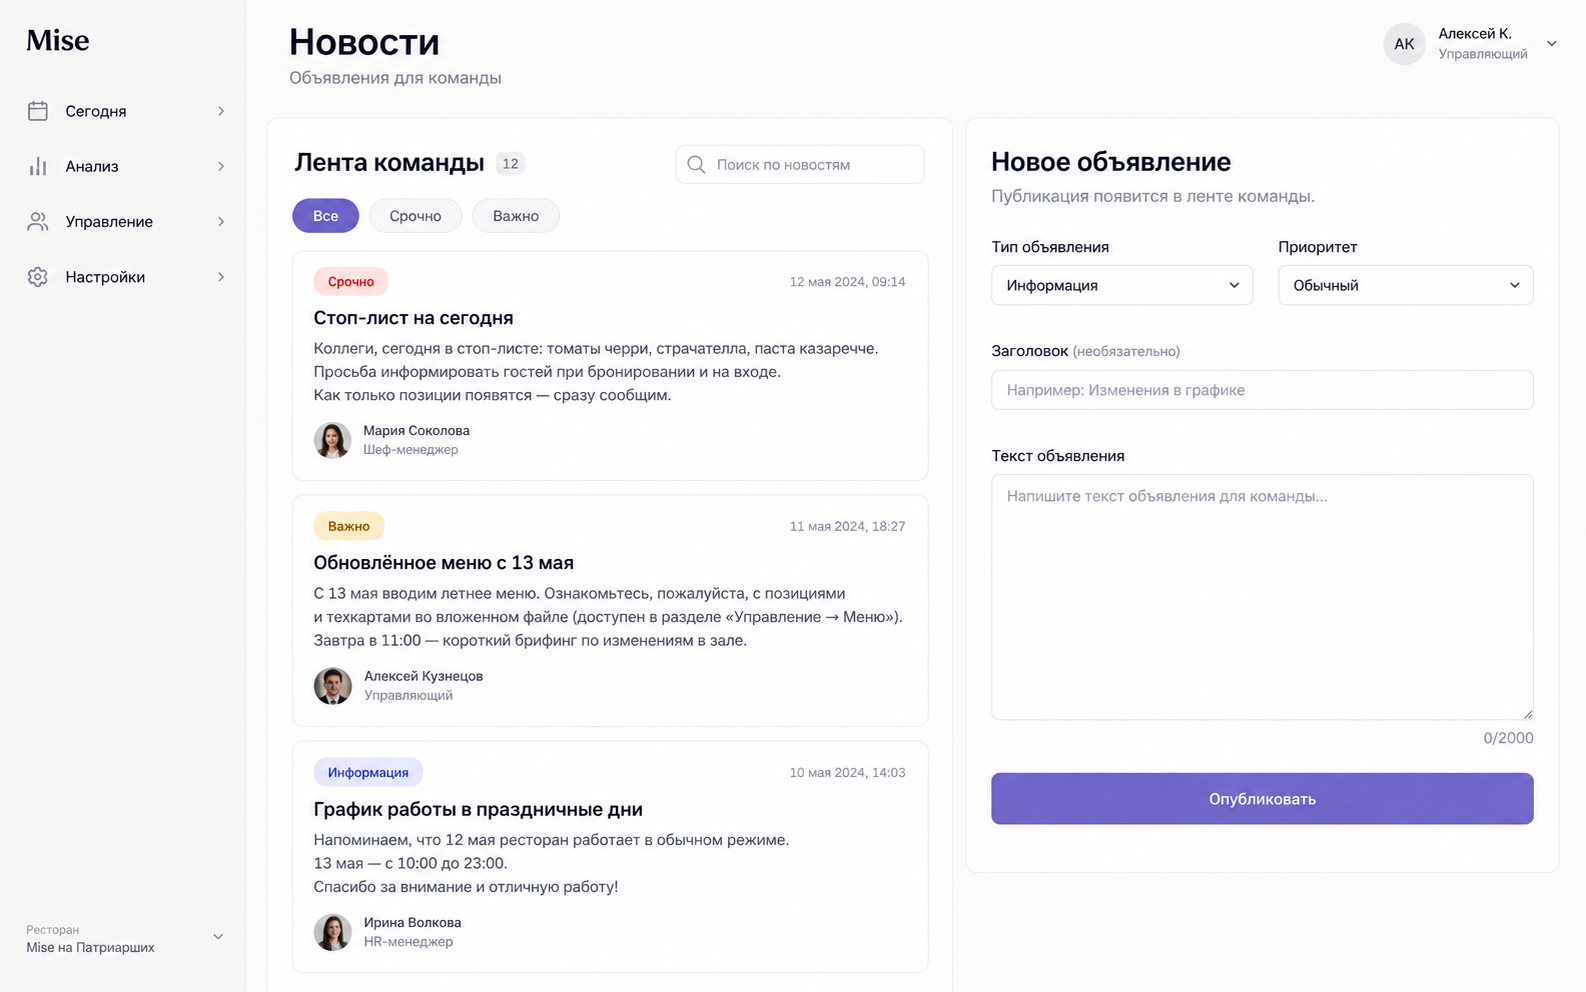 Mise
Сегодня
Анализ
Управление
Настройки
Ресторан
Mise на Патриарших
Новости
Объявления для команды
АК
Алексей К.
Управляющий
Лента команды 12
Поиск по новостям
Все
Срочно
Важно
Срочно
12 мая 2024, 09:14
Стоп-лист на сегодня
Коллеги, сегодня в стоп-листе: томаты черри, страчателла, паста казаречче.
Просьба информировать гостей при бронировании и на входе.
Как только позиции появятся — сразу сообщим.
Мария Соколова
Шеф-менеджер
Важно
11 мая 2024, 18:27
Обновлённое меню с 13 мая
С 13 мая вводим летнее меню. Ознакомьтесь, пожалуйста, с позициями
и техкартами во вложенном файле (доступен в разделе «Управление → Меню»).
Завтра в 11:00 — короткий брифинг по изменениям в зале.
Алексей Кузнецов
Управляющий
Информация
10 мая 2024, 14:03
График работы в праздничные дни
Напоминаем, что 12 мая ресторан работает в обычном режиме.
13 мая — с 10:00 до 23:00.
Спасибо за внимание и отличную работу!
Ирина Волкова
HR-менеджер
Новое объявление
Публикация появится в ленте команды.
Тип объявления
Информация
Приоритет
Обычный
Заголовок (необязательно)
Например: Изменения в графике
Текст объявления
Напишите текст объявления для команды...
0/2000
Опубликовать